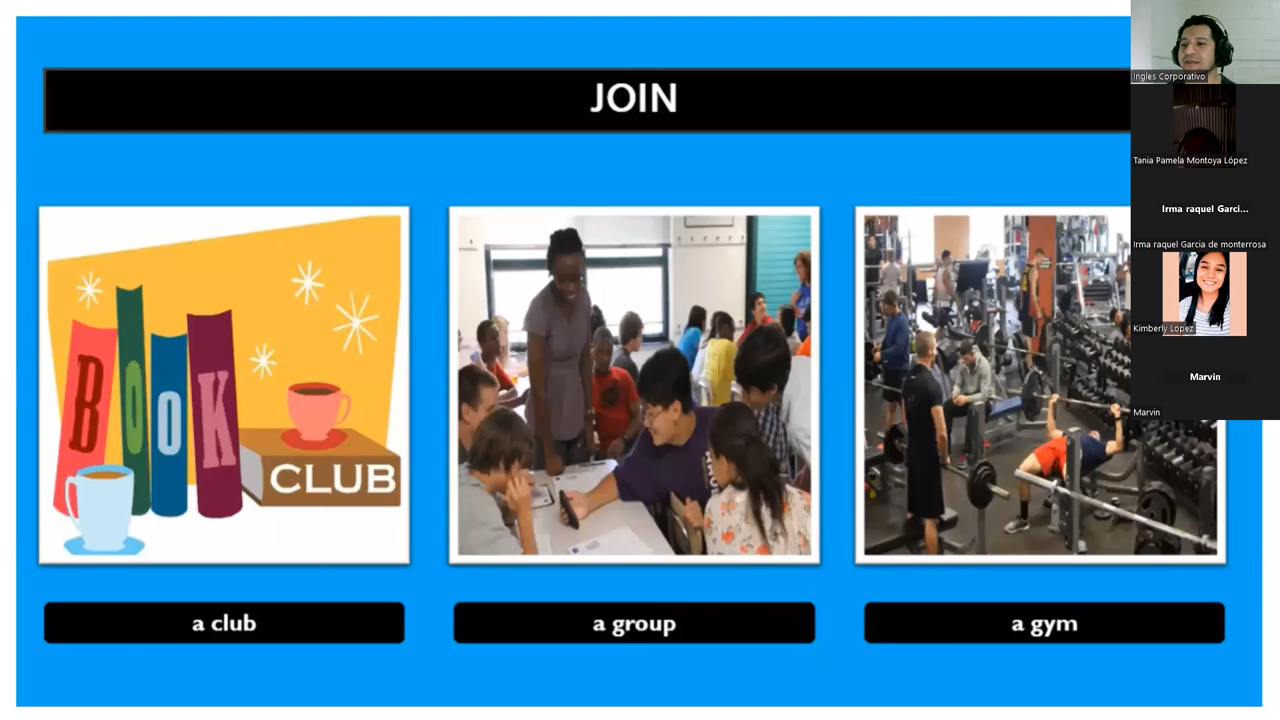 JOIN
BOOK
CLUB
a club
a group
a gym
Ingles Corporativo
Tania Pamela Montoya López
Irma raquel Garci...
Irma raquel Garcia de monterrosa
Kimberly Lopez
Marvin
Marvin